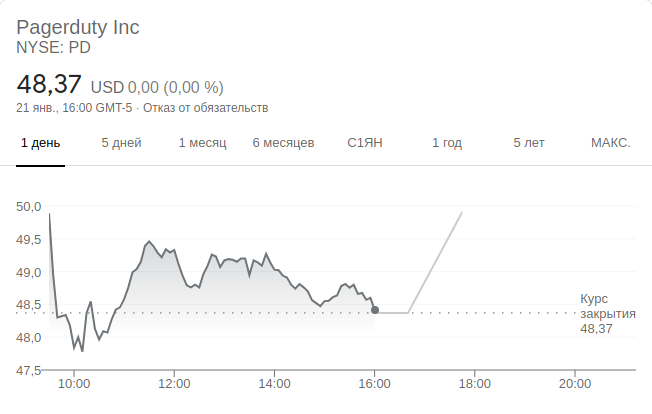 Pagerduty Inc
NYSE: PD
48,37 USD 0,00 (0,00 %)
21 янв., 16:00 GMT-5 · Отказ от обязательств
1 день 5 дней 1 месяц 6 месяцев С1ЯН 1 год 5 лет МАКС.
50,0
49,5
49,0
48,5
48,0
47,5
Курс
закрытия
48,37
10:00 12:00 14:00 16:00 18:00 20:00